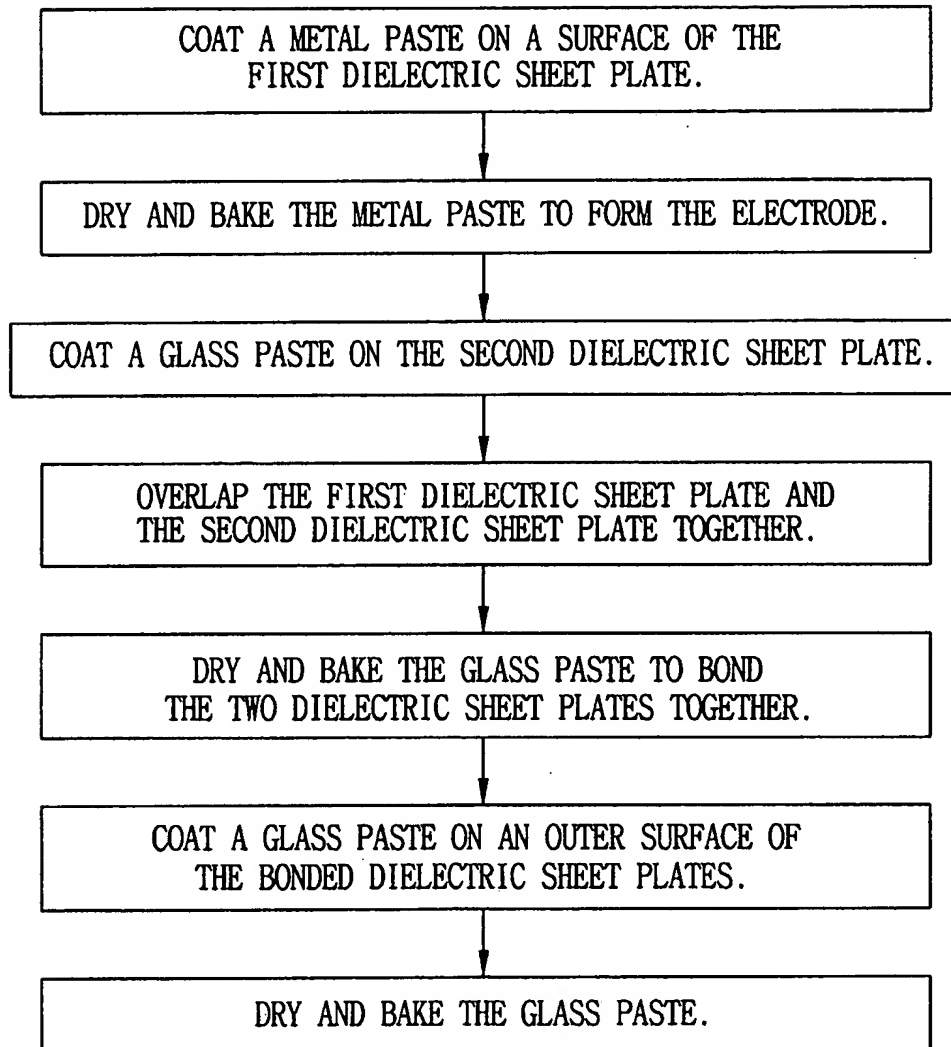 COAT A METAL PASTE ON A SURFACE OF THE
FIRST DIELECTRIC SHEET PLATE.
DRY AND BAKE THE METAL PASTE TO FORM THE ELECTRODE.
COAT A GLASS PASTE ON THE SECOND DIELECTRIC SHEET PLATE.
OVERLAP THE FIRST DIELECTRIC SHEET PLATE AND
THE SECOND DIELECTRIC SHEET PLATE TOGETHER.
DRY AND BAKE THE GLASS PASTE TO BOND
THE TWO DIELECTRIC SHEET PLATES TOGETHER.
COAT A GLASS PASTE ON AN OUTER SURFACE OF
THE BONDED DIELECTRIC SHEET PLATES.
DRY AND BAKE THE GLASS PASTE.